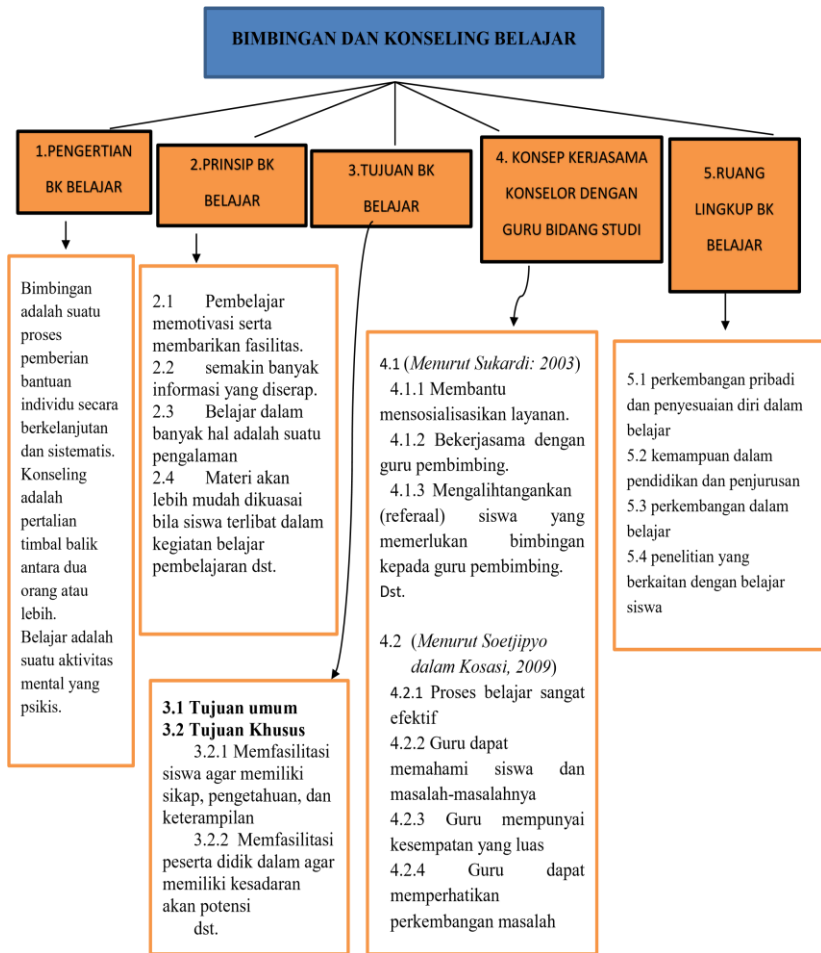 BIMBINGAN DAN KONSELING BELAJAR
1.PENGERTIAN
BK BELAJAR
2.PRINSIP BK
BELAJAR
3.TUJUAN BK
BELAJAR
4. KONSEP KERJASAMA
KONSELOR DENGAN
GURU BIDANG STUDI
5.RUANG
LINGKUP BK
BELAJAR
Bimbingan
adalah suatu
proses
pemberian
bantuan
individu secara
berkelanjutan
dan sistematis.
Konseling
adalah
pertalian
timbal balik
antara dua
orang atau
lebih.
Belajar adalah
suatu aktivitas
mental yang
psikis.
2.1 Pembelajar
memotivasi serta
membarikan fasilitas.
2.2 semakin banyak
informasi yang diserap.
2.3 Belajar dalam
banyak hal adalah suatu
pengalaman
2.4 Materi akan
lebih mudah dikuasai
bila siswa terlibat dalam
kegiatan belajar
pembelajaran dst.
3.1 Tujuan umum
3.2 Tujuan Khusus
3.2.1 Memfasilitasi
siswa agar memiliki
sikap, pengetahuan, dan
keterampilan
3.2.2 Memfasilitasi
peserta didik dalam agar
memiliki kesadaran
akan potensi
dst.
4.1 (Menurut Sukardi: 2003)
4.1.1 Membantu
mensosialisasikan layanan.
4.1.2 Bekerjasama dengan
guru pembimbing.
4.1.3 Mengalihtangankan
(referaal) siswa yang
memerlukan bimbingan
kepada guru pembimbing.
Dst.
4.2 (Menurut Soetjipyo
dalam Kosasi, 2009)
4.2.1 Proses belajar sangat
efektif
4.2.2 Guru dapat
memahami siswa dan
masalah-masalahnya
4.2.3 Guru mempunyai
kesempatan yang luas
4.2.4 Guru dapat
memperhatikan
perkembangan masalah
5.1 perkembangan pribadi
dan penyesuaian diri dalam
belajar
5.2 kemampuan dalam
pendidikan dan penjurusan
5.3 perkembangan dalam
belajar
5.4 penelitian yang
berkaitan dengan belajar
siswa